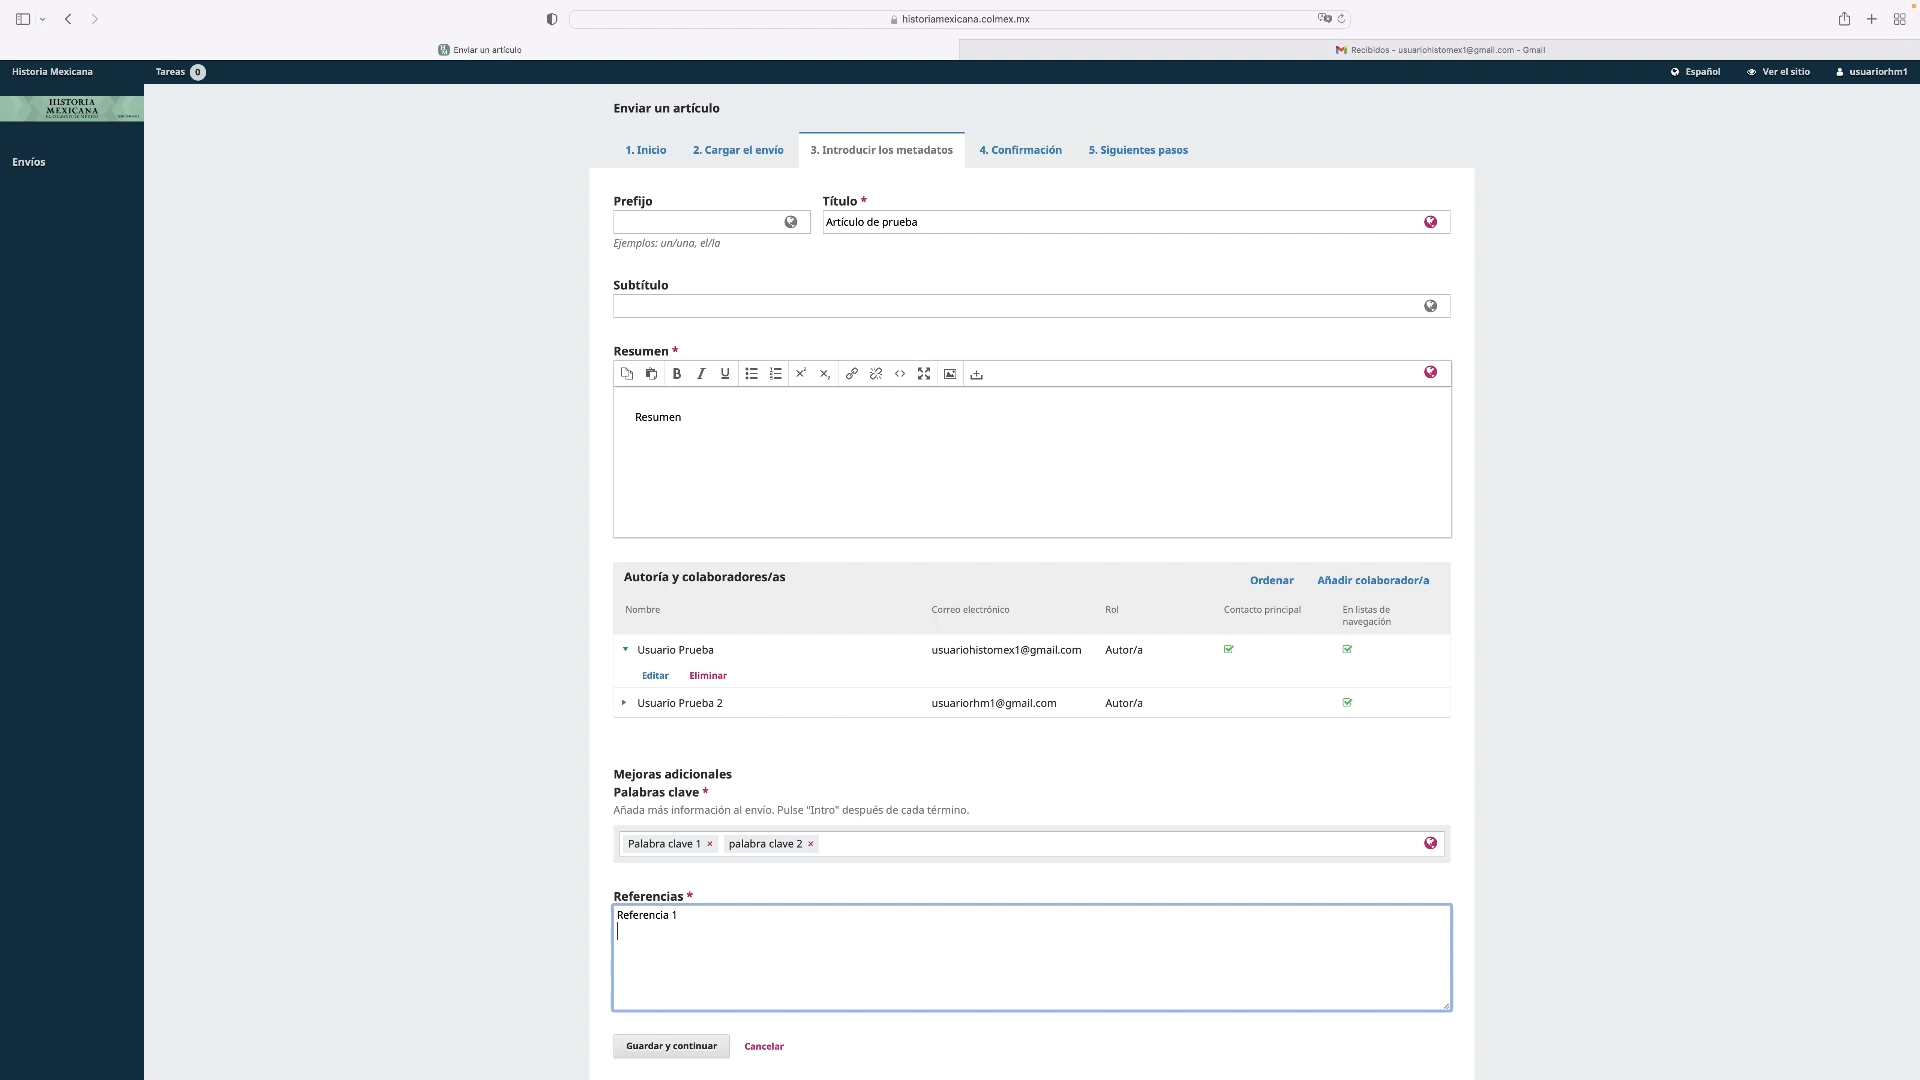 historiamexicana.colmex.mx
Enviar un artículo
Recibidos - usuariohistomex1@gmail.com - Gmail
Historia Mexicana
Tareas 0
Español
Ver el sitio
usuariorhm1
HISTORIA
MEXICANA
EL COLEGIO DE MÉXICO
Envíos
Enviar un artículo
1. Inicio
2. Cargar el envío
3. Introducir los metadatos
4. Confirmación
5. Siguientes pasos
Prefijo
Título *
Artículo de prueba
Ejemplos: un/una, el/la
Subtítulo
Resumen *
Resumen
Autoría y colaboradores/as
Ordenar
Añadir colaborador/a
Nombre
Correo electrónico
Rol
Contacto principal
En listas de
navegación
Usuario Prueba
usuariohistomex1@gmail.com
Autor/a
Editar
Eliminar
Usuario Prueba 2
usuariorhm1@gmail.com
Autor/a
Mejoras adicionales
Palabras clave *
Añada más información al envío. Pulse "Intro" después de cada término.
Palabra clave 1 ×
palabra clave 2 ×
Referencias *
Referencia 1
Guardar y continuar
Cancelar